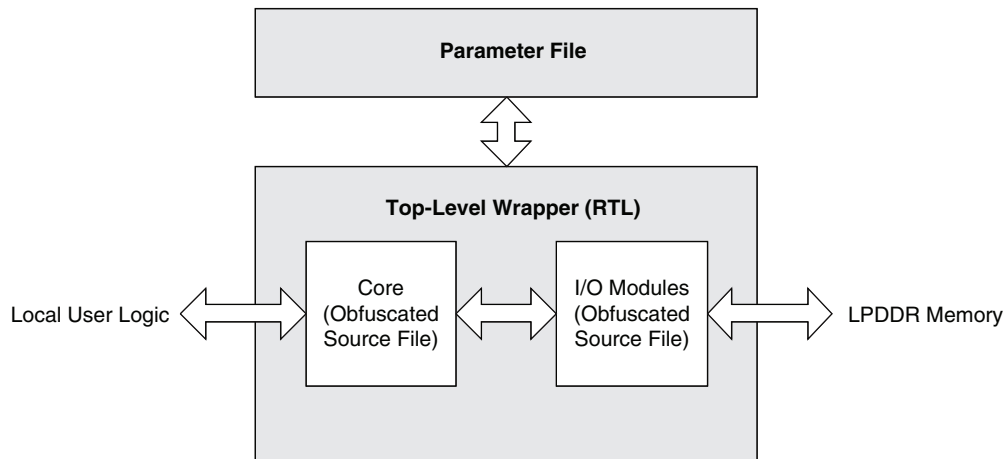 Parameter File
Top-Level Wrapper (RTL)
Local User Logic
Core
(Obfuscated
Source File)
I/O Modules
(Obfuscated
Source File)
LPDDR Memory